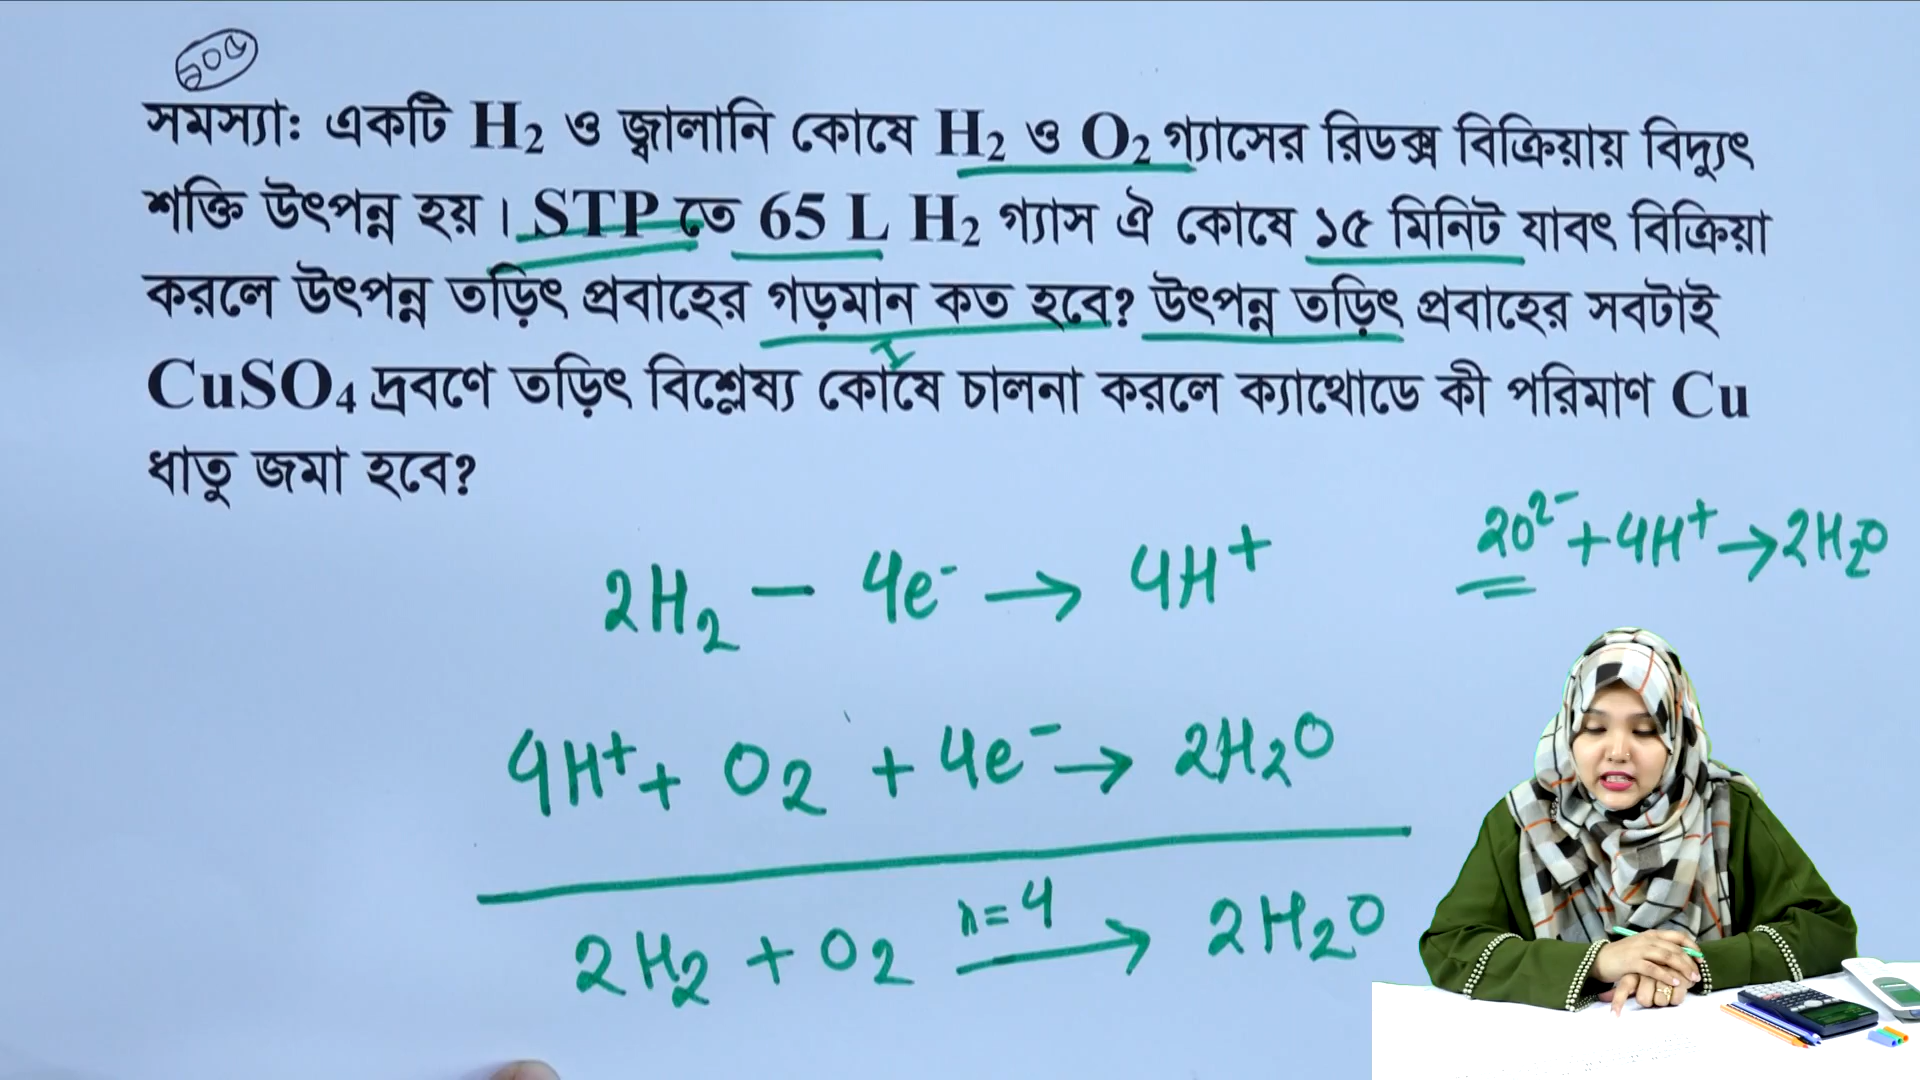 ২০৫
সমস্যাঃ একটি H₂ ও জ্বালানি কোষে H₂ ও O₂ গ্যাসের রিডক্স বিক্রিয়ায় বিদ্যুৎ
শক্তি উৎপন্ন হয়। STP তে 65 L H₂ গ্যাস ঐ কোষে ১৫ মিনিট যাবৎ বিক্রিয়া
করলে উৎপন্ন তড়িৎ প্রবাহের গড়মান কত হবে? উৎপন্ন তড়িৎ প্রবাহের সবটাই
I
CuSO₄ দ্রবণে তড়িৎ বিশ্লেষ্য কোষে চালনা করলে ক্যাথোডে কী পরিমাণ Cu
ধাতু জমা হবে?
2O²⁻ + 4H⁺ → 2H₂O
2H₂ − 4e⁻ → 4H⁺
4H⁺ + O₂ + 4e⁻ → 2H₂O
n=4
2H₂ + O₂ → 2H₂O